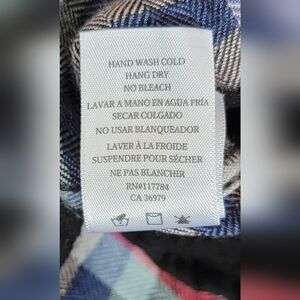 HAND WASH COLD
HANG DRY
NO BLEACH
LAVAR A MANO EN AGUA FRÍA
SECAR COLGADO
NO USAR BLANQUEADOR
LAVER À LA FROIDE
SUSPENDRE POUR SÉCHER
NE PAS BLANCHIR
RN#117784
CA 36979